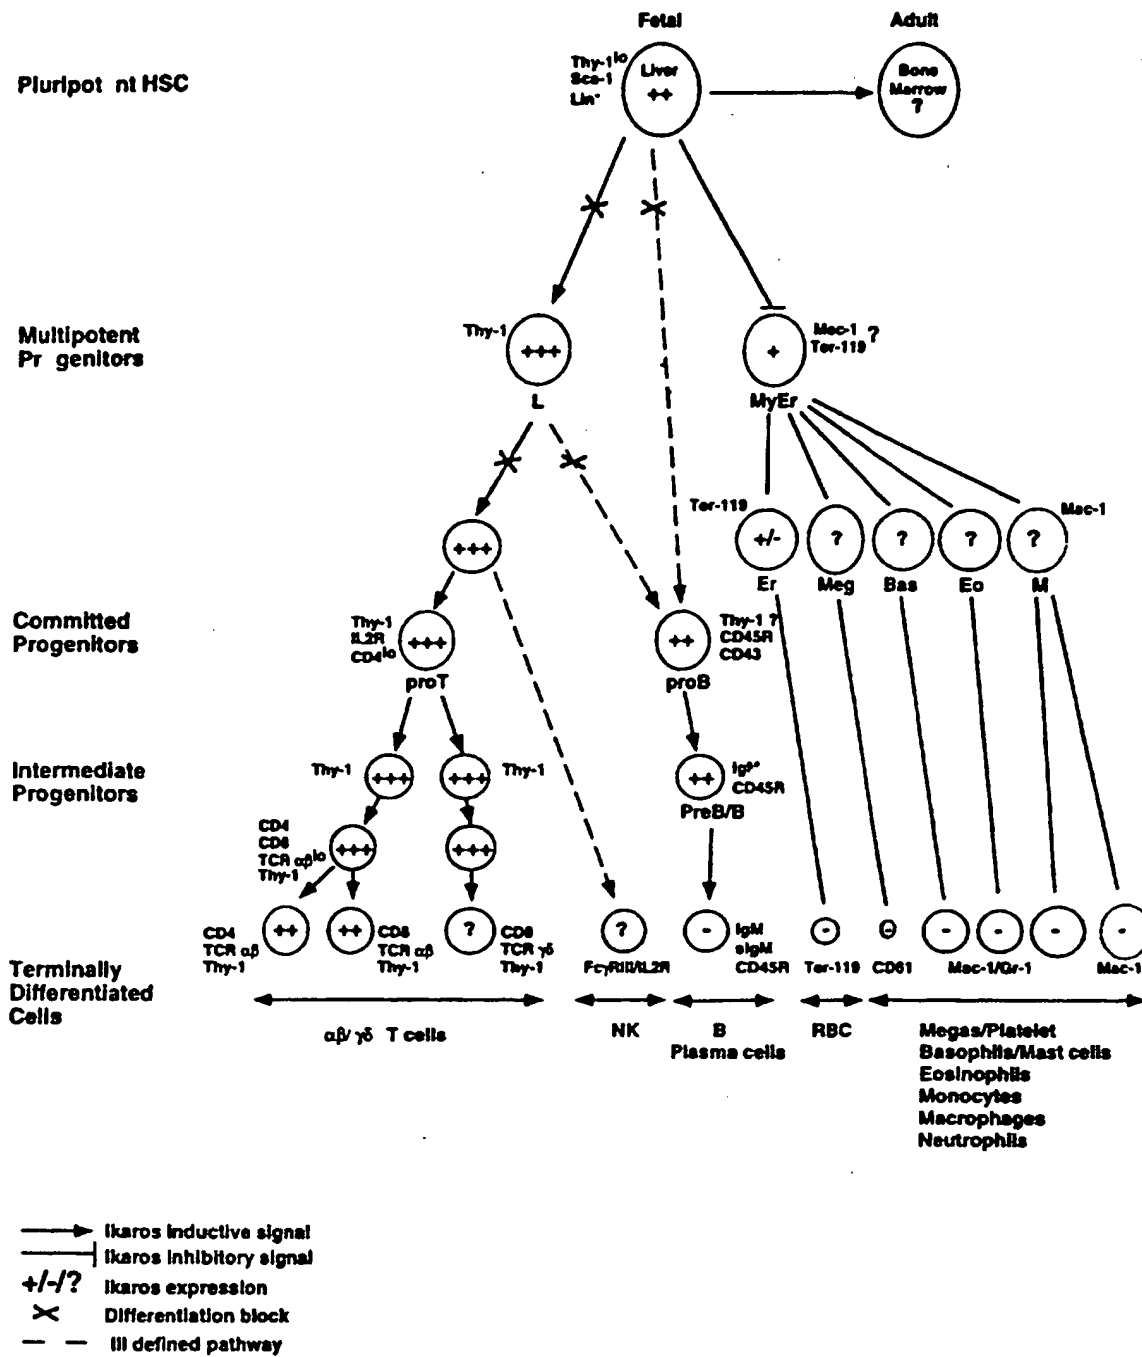 Fetal
Adult
Pluripot nt HSC
Thy-1lo
Sca-1
Lin-
Liver
++
Bone
Marrow
?
Multipotent
Pr genitors
Thy-1
+++
L
+
Mac-1
Ter-119 ?
MyEr
Ter-119
Mac-1
+++
+/-
?
?
?
?
Er
Meg
Bas
Eo
M
Committed
Progenitors
Thy-1
IL2R
CD4lo
+++
proT
++
Thy-1 ?
CD45R
CD43
proB
Intermediate
Progenitors
Thy-1
+++
+++
Thy-1
++
CD45R
PreB/B
CD4
CD8
TCR αβlo
Thy-1
+++
+++
Terminally
Differentiated
Cells
CD4
TCR αβ
Thy-1
++
++
CD8
TCR αβ
Thy-1
?
CD8
TCR γδ
Thy-1
?
FcγRIII/IL2R
-
IgM
sIgM
CD45R
-
Ter-119
-
CD61
-
-
-
-
Mac-1/Gr-1
Mac-1
αβ/ γδ T cells
NK
B
Plasma cells
RBC
Megas/Platelet
Basophils/Mast cells
Eosinophils
Monocytes
Macrophages
Neutrophils
Ikaros inductive signal
Ikaros inhibitory signal
+/-/? Ikaros expression
Differentiation block
Ill defined pathway